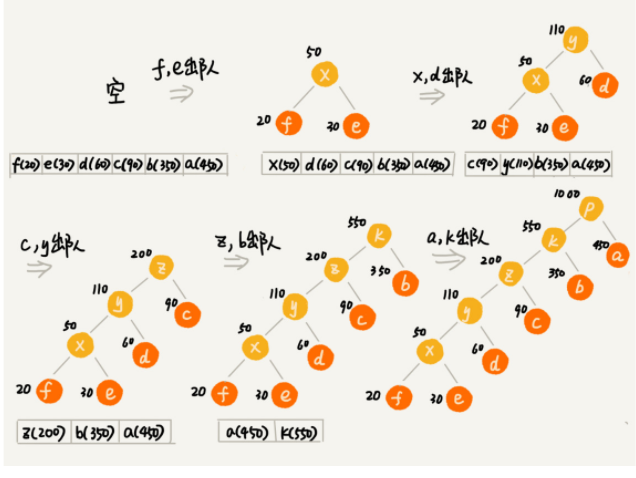 空
f,e出队
f(20) e(30) d(60) c(90) b(350) a(450)
50
x
20 f
30 e
x(50) d(60) c(90) b(350) a(450)
x,d出队
110 y
50 x
60 d
20 f
30 e
c(90) y(110) b(350) a(450)
c,y出队
200 z
110 y
90 c
50 x
60 d
20 f
30 e
z(200) b(350) a(450)
z,b出队
550 k
200 z
350 b
110 y
90 c
50 x
60 d
20 f
30 e
a(450) k(550)
a,k出队
1000 p
550 k
450 a
200 z
350 b
110 y
90 c
50 x
60 d
20 f
30 e